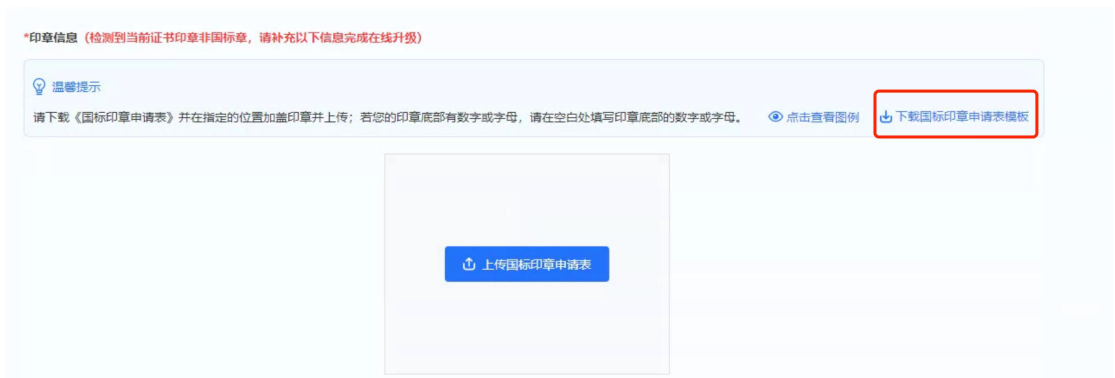 *印章信息（检测到当前证书印章非国标章，请补充以下信息完成在线升级）
温馨提示
请下载《国标印章申请表》并在指定的位置加盖印章并上传；若您的印章底部有数字或字母，请在空白处填写印章底部的数字或字母。 点击查看图例 下载国标印章申请表模板
上传国标印章申请表